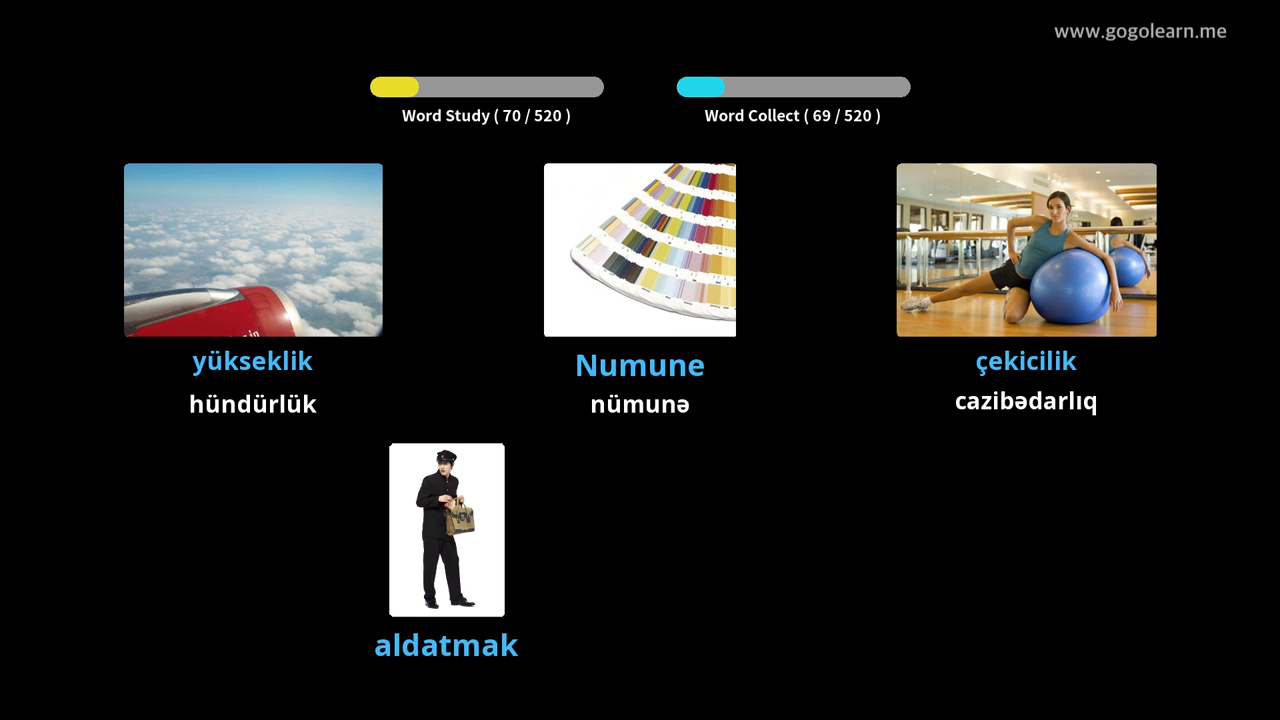 www.gogolearn.me
Word Study ( 70 / 520 )
Word Collect ( 69 / 520 )
yükseklik
hündürlük
Numune
nümunə
çekicilik
cazibədarlıq
aldatmak